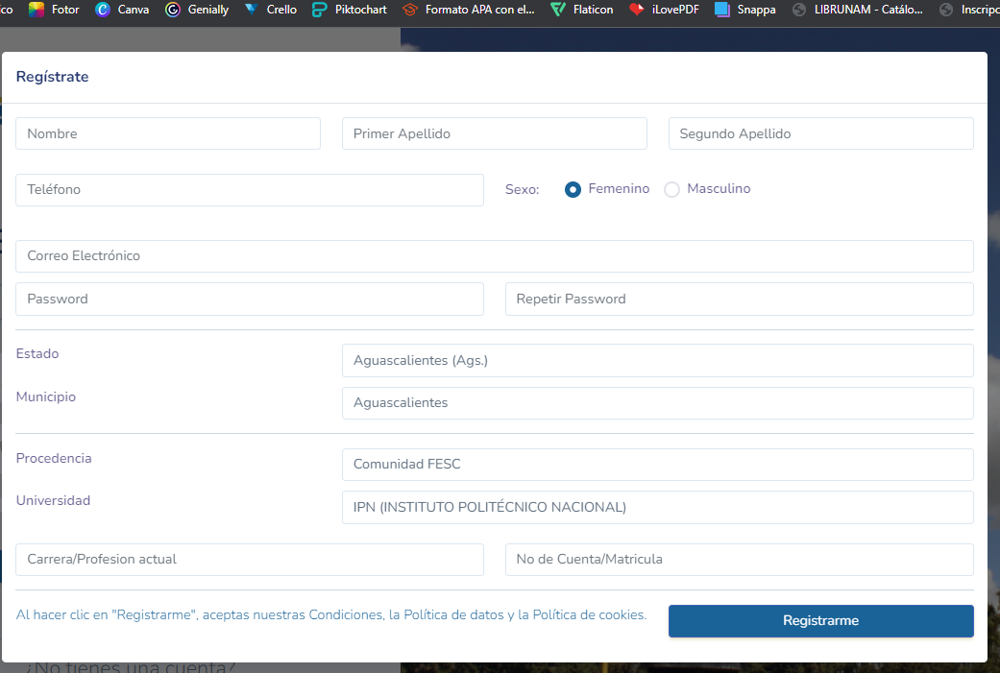 ico Fotor Canva Genially Crello Piktochart Formato APA con el... Flaticon iLovePDF Snappa LIBRUNAM - Catálo... Inscripc
Regístrate
Nombre Primer Apellido Segundo Apellido
Teléfono Sexo: Femenino Masculino
Correo Electrónico
Password Repetir Password
Estado Aguascalientes (Ags.)
Municipio Aguascalientes
Procedencia Comunidad FESC
Universidad IPN (INSTITUTO POLITÉCNICO NACIONAL)
Carrera/Profesion actual No de Cuenta/Matricula
Al hacer clic en "Registrarme", aceptas nuestras Condiciones, la Política de datos y la Política de cookies. Registrarme
¿No tienes una cuenta?